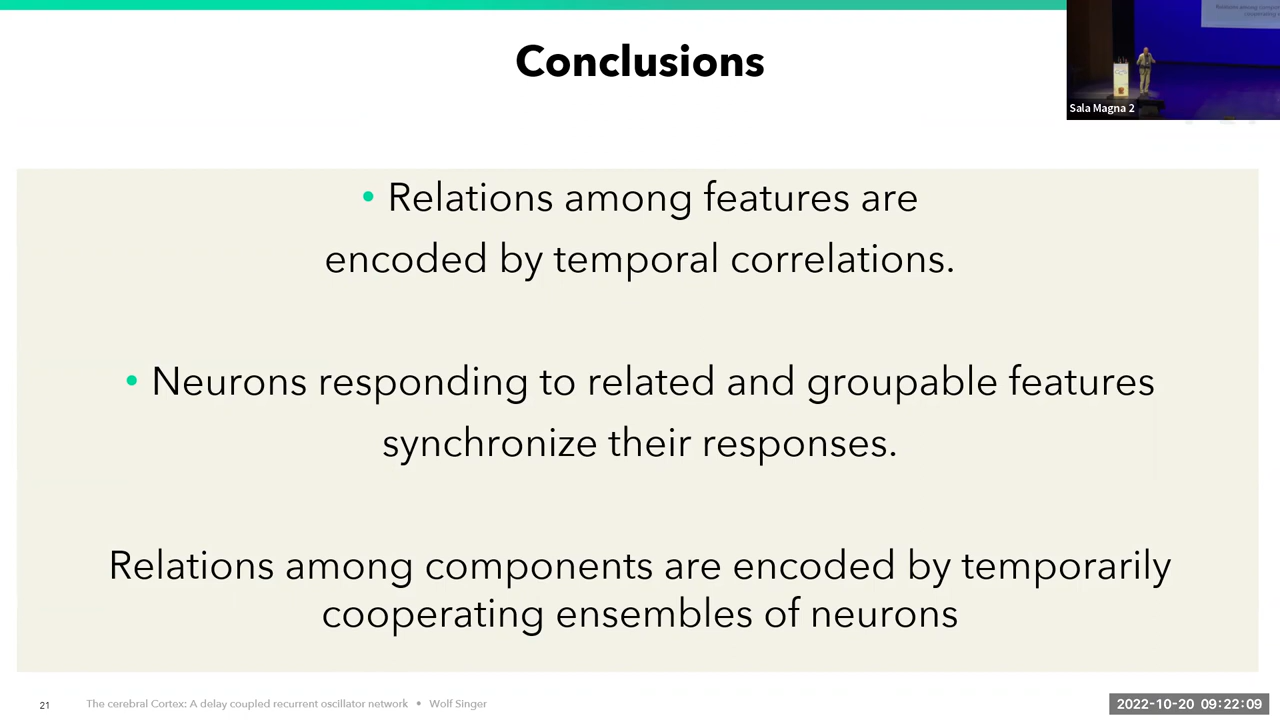 Conclusions
Sala Magna 2
• Relations among features are
encoded by temporal correlations.
• Neurons responding to related and groupable features
synchronize their responses.
Relations among components are encoded by temporarily
cooperating ensembles of neurons
21 The cerebral Cortex: A delay coupled recurrent oscillator network • Wolf Singer
2022-10-20 09:22:09